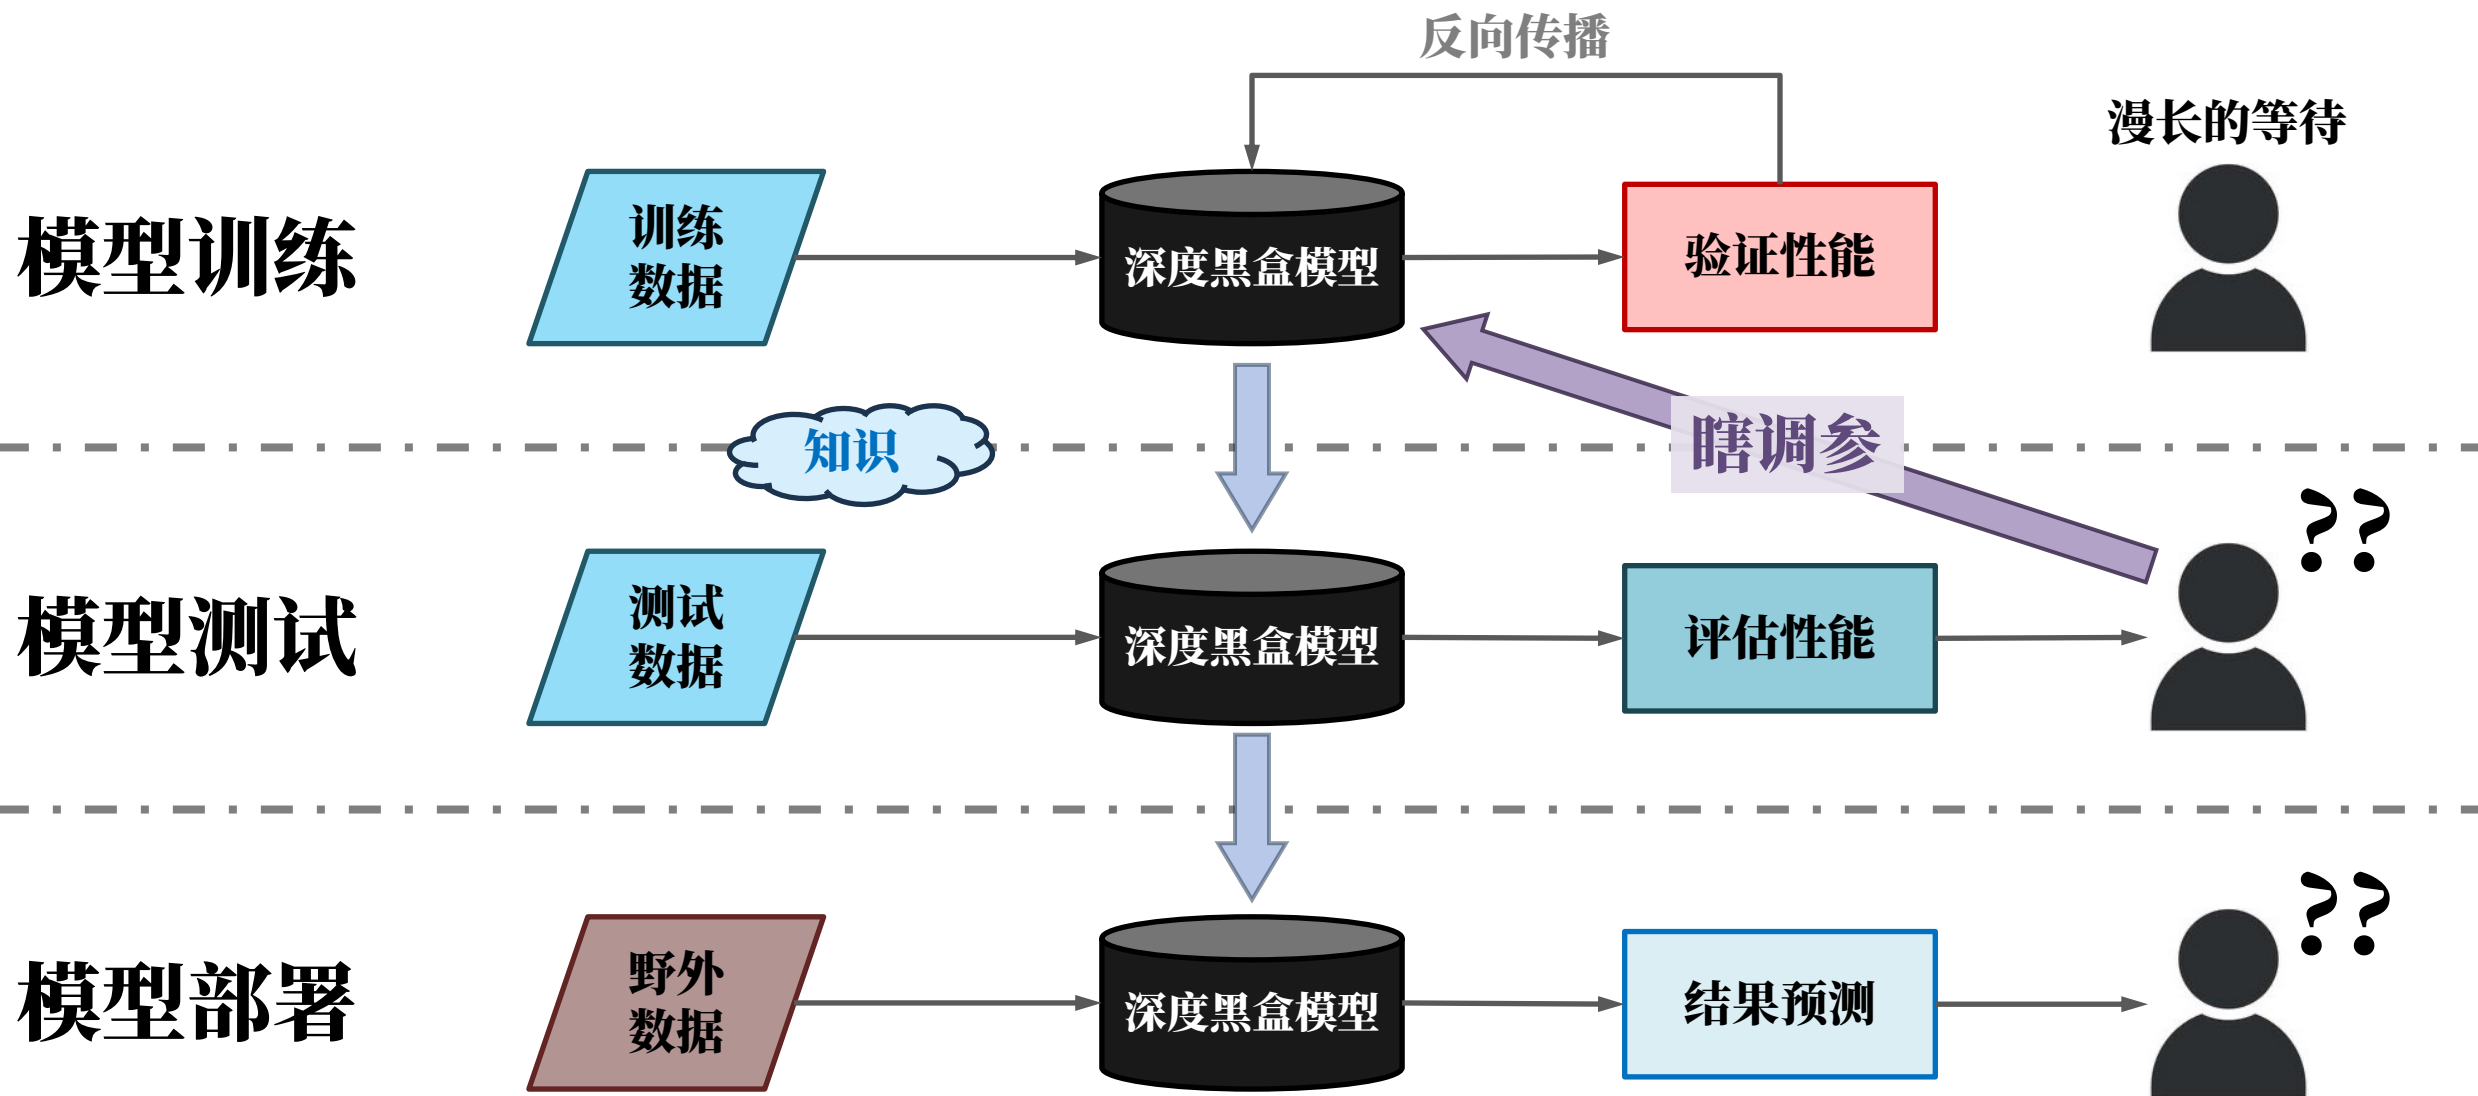 反向传播
漫长的等待
模型训练
训练
数据
深度黑盒模型
验证性能
知识
瞎调参
??
模型测试
测试
数据
深度黑盒模型
评估性能
??
模型部署
野外
数据
深度黑盒模型
结果预测